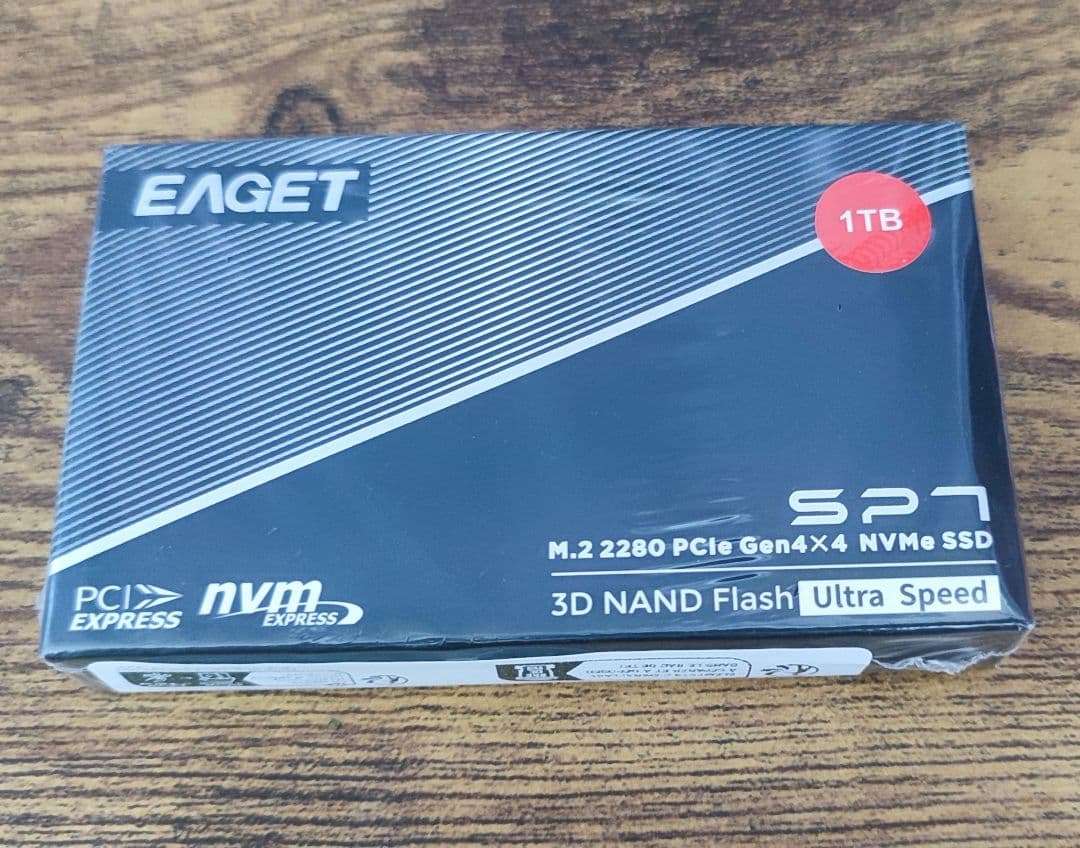 EAGET
1TB
SP7
M.2 2280 PCIe Gen4×4 NVMe SSD
3D NAND Flash Ultra Speed
PCI
EXPRESS
nvm
EXPRESS